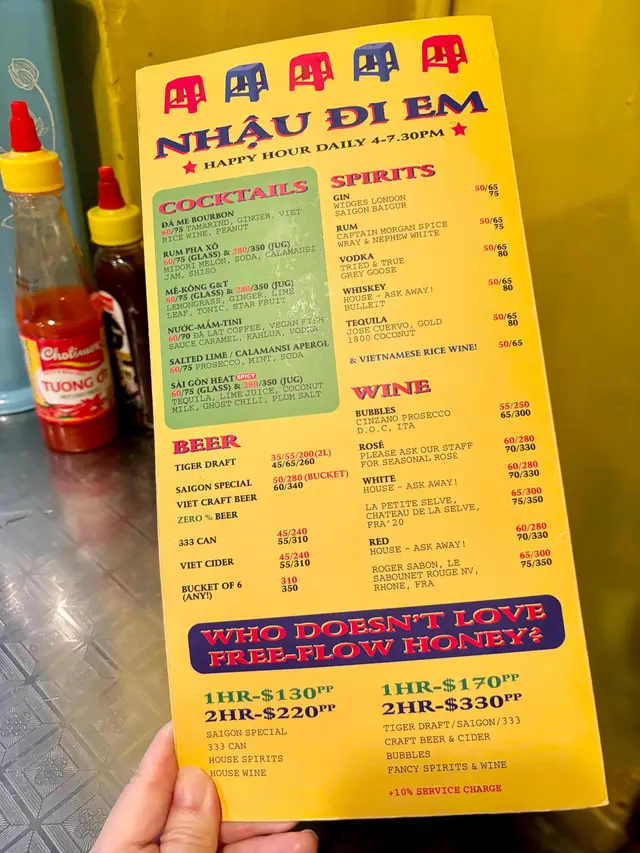 NHẬU ĐI EM
★ HAPPY HOUR DAILY 4-7.30PM ★
COCKTAILS
ĐÁ ME BOURBON
60/75 TAMARIND, GINGER, VIET
RICE WINE, PEANUT
RUM PHA XÔ
60/75 (GLASS) & 280/350 (JUG)
MIDORI MELON, SODA, CALAMANSI
JAM, SHISO
MÊ-KÒNG G&T
60/75 (GLASS) & 280/350 (JUG)
LEMONGRASS, GINGER, LIME
LEAF, TONIC, STAR FRUIT
NƯỚC-MẮM-TINI
60/70 ĐÀ LẠT COFFEE, VEGAN FISH
SAUCE CARAMEL, KAHLUA, VODKA
SALTED LIME / CALAMANSI APEROL
60/75 PROSECCO, MINT, SODA
SÀI GÒN HEAT SPICY
60/75 (GLASS) & 280/350 (JUG)
TEQUILA, LIME JUICE, COCONUT
MILK, GHOST CHILI, PLUM SALT
BEER
TIGER DRAFT 35/55/200(2L)
45/65/260
SAIGON SPECIAL 50/280 (BUCKET)
60/340
VIET CRAFT BEER
ZERO % BEER
333 CAN 45/240
55/310
VIET CIDER 45/240
55/310
BUCKET OF 6 310
(ANY!) 350
SPIRITS
GIN 50/65
WIDGES LONDON 75
SAIGON BAIGUR
RUM 50/65
CAPTAIN MORGAN SPICE 75
WRAY & NEPHEW WHITE
VODKA 50/65
TRIED & TRUE 80
GREY GOOSE
WHISKEY 50/65
HOUSE - ASK AWAY! 80
BULLEIT
TEQUILA 50/65
JOSE CUERVO, GOLD 80
1800 COCONUT
& VIETNAMESE RICE WINE! 50/65
WINE
BUBBLES 55/250
CINZANO PROSECCO 65/300
D.O.C, ITA
ROSÉ 60/280
PLEASE ASK OUR STAFF 70/330
FOR SEASONAL ROSÉ
WHITE 60/280
HOUSE - ASK AWAY! 70/330
LA PETITE SELVE, 65/300
CHATEAU DE LA SELVE, 75/350
FRA'20
RED 60/280
HOUSE - ASK AWAY! 70/330
ROGER SABON, LE 65/300
SABOUNET ROUGE NV, 75/350
RHONE, FRA
WHO DOESN'T LOVE
FREE-FLOW HONEY?
1HR-$130PP
2HR-$220PP
SAIGON SPECIAL
333 CAN
HOUSE SPIRITS
HOUSE WINE
1HR-$170PP
2HR-$330PP
TIGER DRAFT/SAIGON/333
CRAFT BEER & CIDER
BUBBLES
FANCY SPIRITS & WINE
+10% SERVICE CHARGE
Cholimex
TƯƠNG ỚT